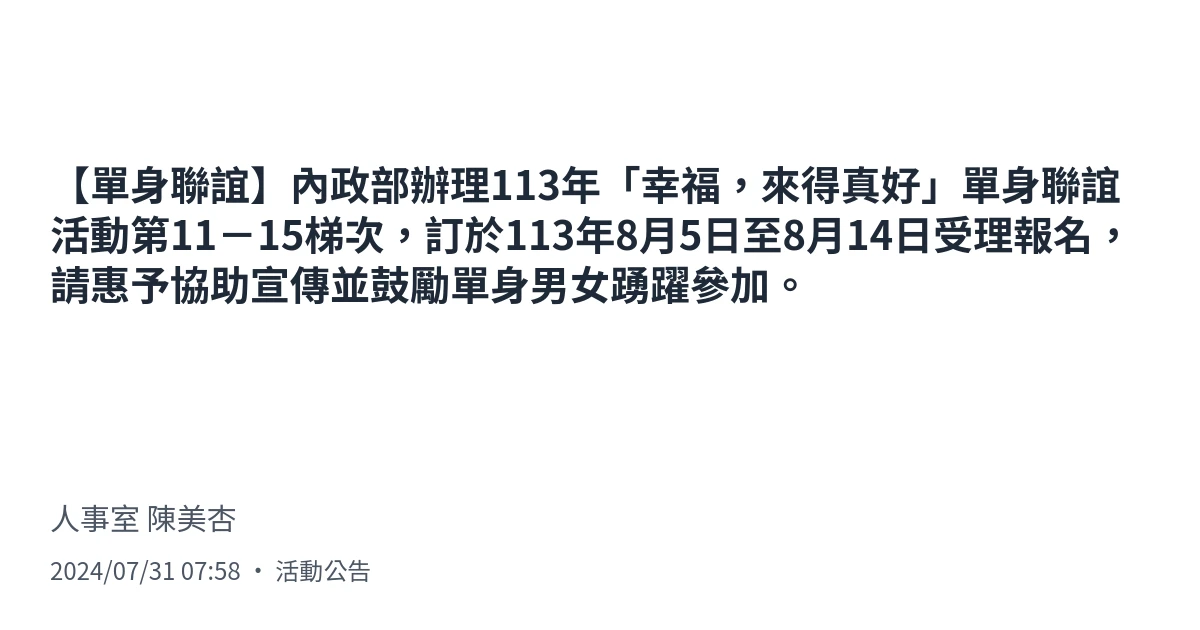 【單身聯誼】內政部辦理113年「幸福，來得真好」單身聯誼
活動第11－15梯次，訂於113年8月5日至8月14日受理報名，
請惠予協助宣傳並鼓勵單身男女踴躍參加。
人事室 陳美杏
2024/07/31 07:58 ・ 活動公告